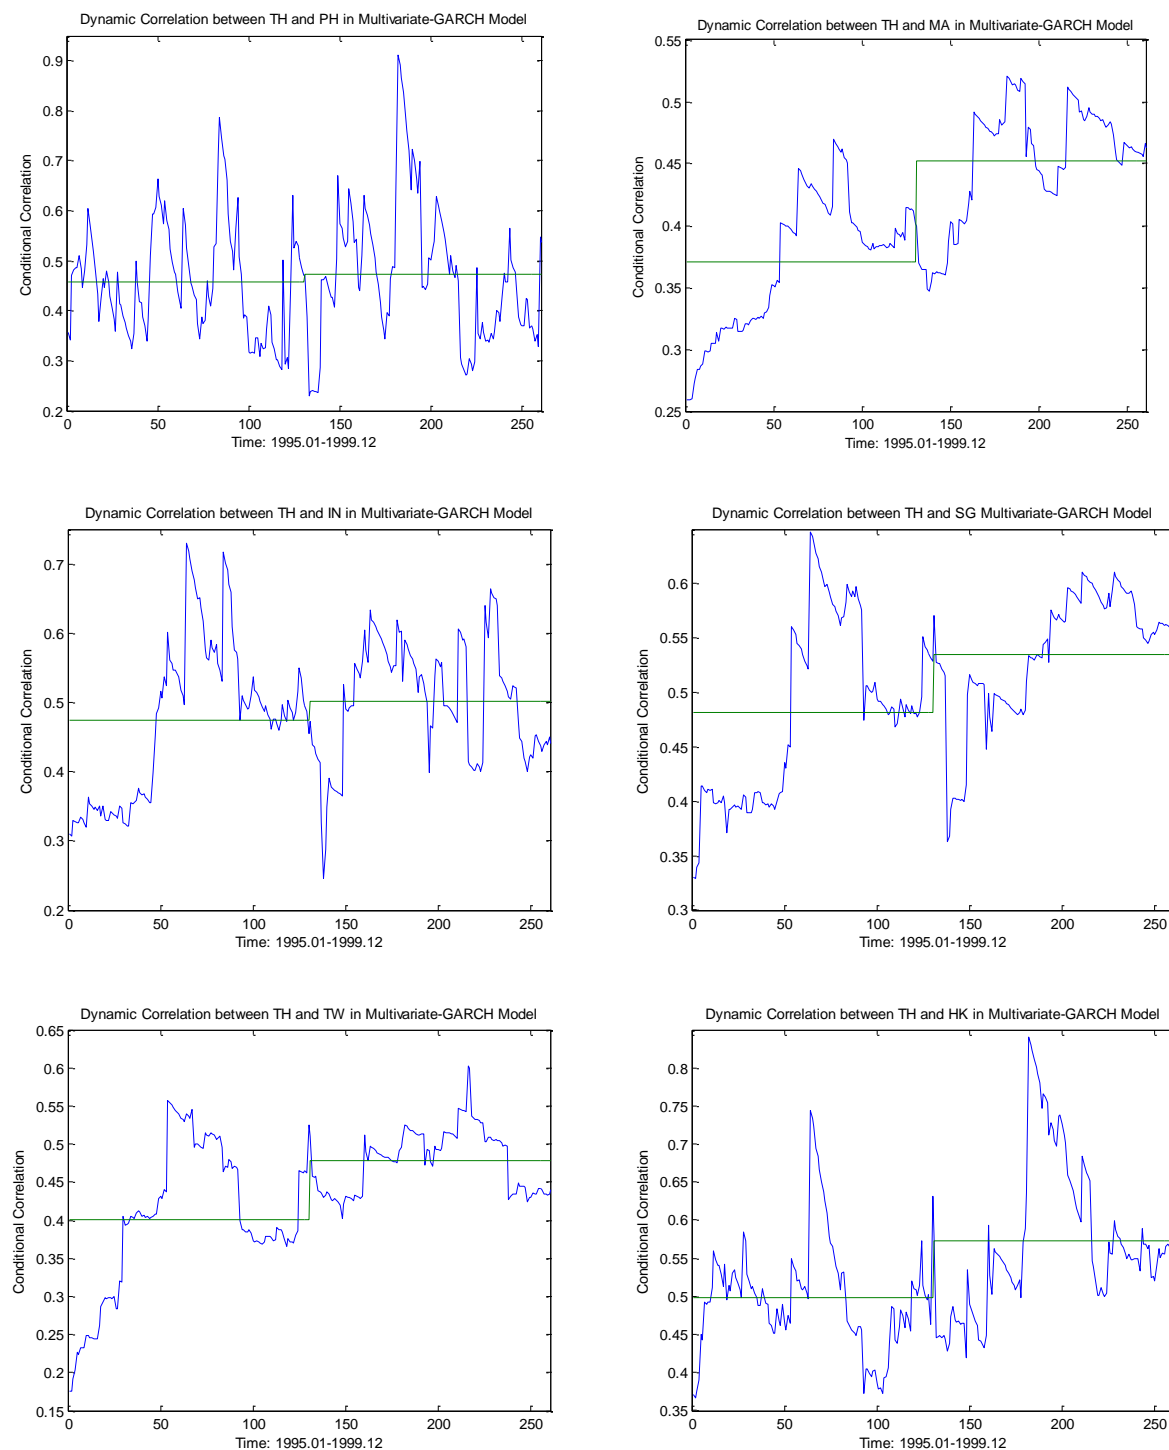 Dynamic Correlation between TH and PH in Multivariate-GARCH Model
0.9
0.8
0.7
0.6
0.5
0.4
0.3
0.2
Conditional Correlation
0 50 100 150 200 250
Time: 1995.01-1999.12
Dynamic Correlation between TH and MA in Multivariate-GARCH Model
0.55
0.5
0.45
0.4
0.35
0.3
0.25
Conditional Correlation
0 50 100 150 200 250
Time: 1995.01-1999.12
Dynamic Correlation between TH and IN in Multivariate-GARCH Model
0.7
0.6
0.5
0.4
0.3
0.2
Conditional Correlation
0 50 100 150 200 250
Time: 1995.01-1999.12
Dynamic Correlation between TH and SG Multivariate-GARCH Model
0.6
0.55
0.5
0.45
0.4
0.35
0.3
Conditional Correlation
0 50 100 150 200 250
Time: 1995.01-1999.12
Dynamic Correlation between TH and TW in Multivariate-GARCH Model
0.65
0.6
0.55
0.5
0.45
0.4
0.35
0.3
0.25
0.2
0.15
Conditional Correlation
0 50 100 150 200 250
Time: 1995.01-1999.12
Dynamic Correlation between TH and HK in Multivariate-GARCH Model
0.8
0.75
0.7
0.65
0.6
0.55
0.5
0.45
0.4
0.35
Conditional Correlation
0 50 100 150 200 250
Time: 1995.01-1999.12